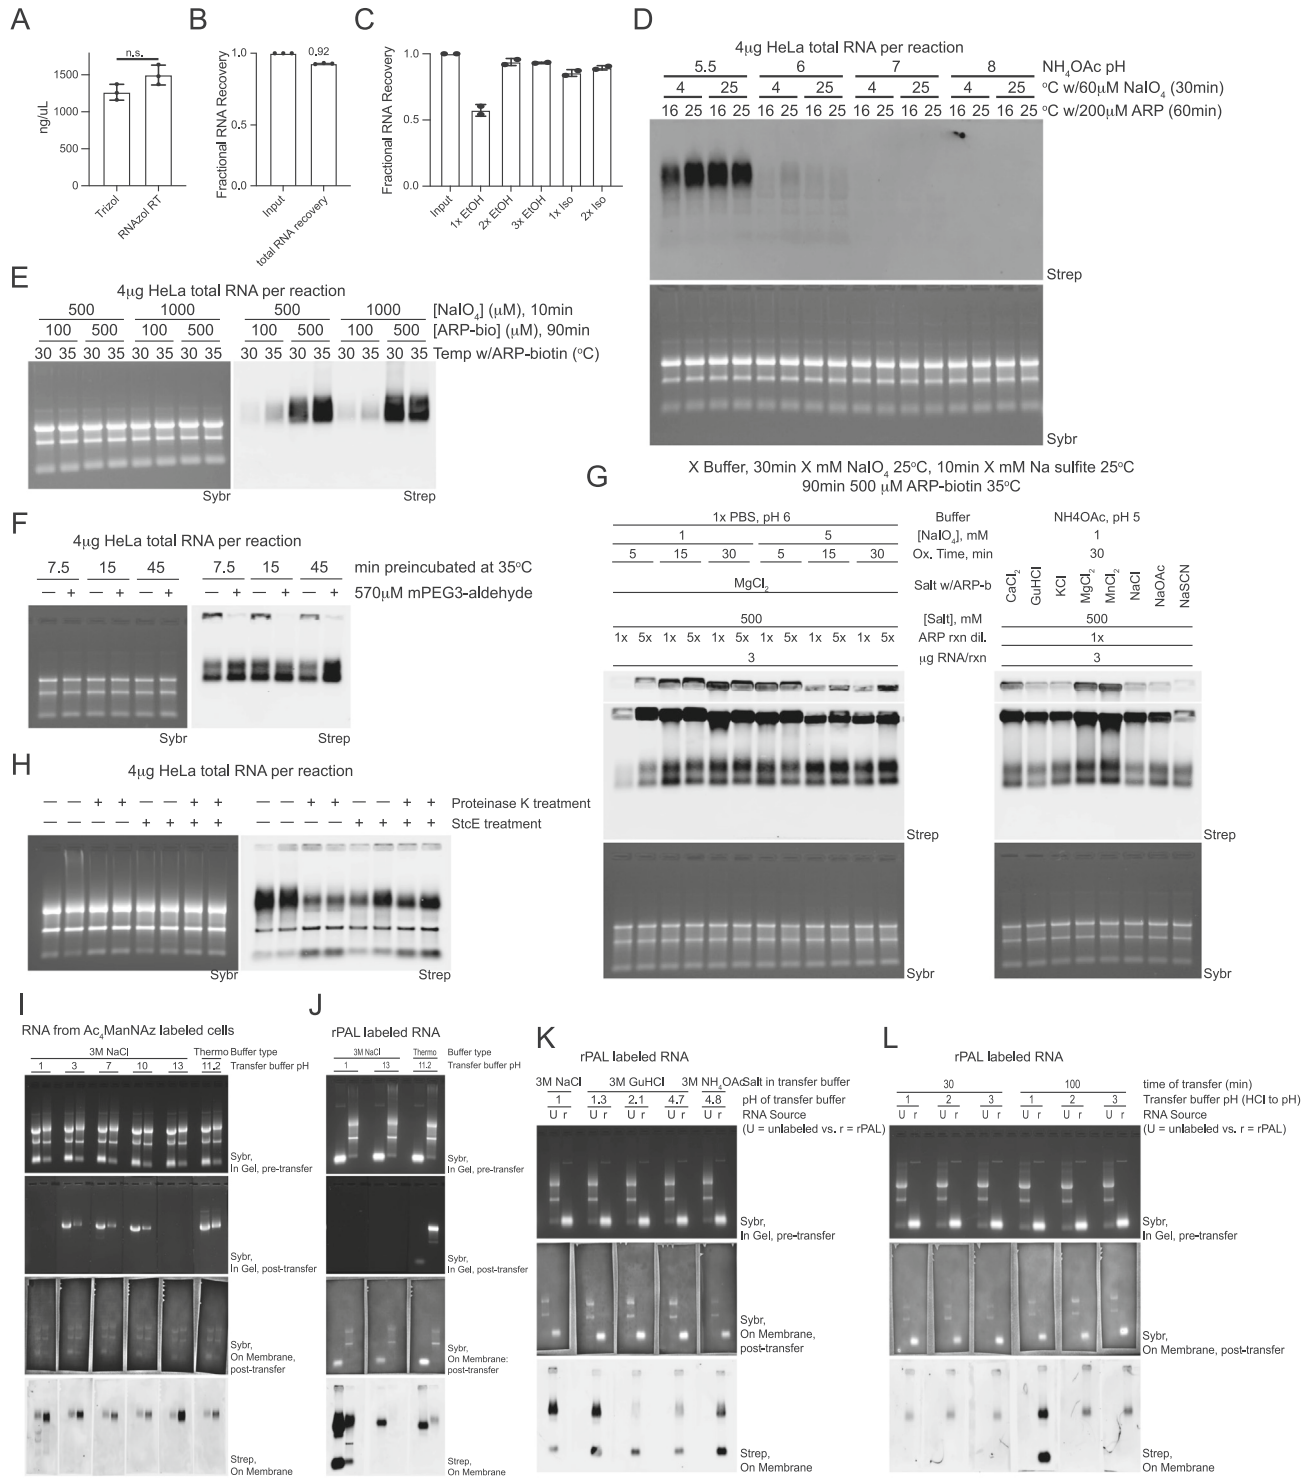 A
n.s.
1500
1000
500
0
ng/uL
Trizol
RNAzol RT
B
0.92
1.0
0.5
0.0
Fractional RNA Recovery
Input
total RNA recovery
C
1.0
0.5
0.0
Fractional RNA Recovery
Input
1x EtOH
2x EtOH
3x EtOH
1x Iso
2x Iso
D
4µg HeLa total RNA per reaction
5.5 6 7 8 NH₄OAc pH
4 25 4 25 4 25 4 25 °C w/60µM NaIO₄ (30min)
16 25 16 25 16 25 16 25 16 25 16 25 16 25 16 25 °C w/200µM ARP (60min)
Strep
Sybr
E
4µg HeLa total RNA per reaction
500 1000 500 1000 [NaIO₄] (µM), 10min
100 500 100 500 100 500 100 500 [ARP-bio] (µM), 90min
30 35 30 35 30 35 30 35 30 35 30 35 30 35 30 35 Temp w/ARP-biotin (°C)
Sybr
Strep
F
4µg HeLa total RNA per reaction
7.5 15 45 7.5 15 45 min preincubated at 35°C
— + — + — + — + — + — + 570µM mPEG3-aldehyde
Sybr
Strep
G
X Buffer, 30min X mM NaIO₄ 25°C, 10min X mM Na sulfite 25°C
90min 500 µM ARP-biotin 35°C
1x PBS, pH 6 Buffer NH4OAc, pH 5
1 5 [NaIO₄], mM 1
5 15 30 5 15 30 Ox. Time, min 30
MgCl₂ Salt w/ARP-b CaCl₂ GuHCl KCl MgCl₂ MnCl₂ NaCl NaOAc NaSCN
500 [Salt], mM 500
1x 5x 1x 5x 1x 5x 1x 5x 1x 5x 1x 5x ARP rxn dil. 1x
3 µg RNA/rxn 3
Strep
Strep
Sybr
Sybr
H
4µg HeLa total RNA per reaction
— — + + — — + + — — + + — — + + Proteinase K treatment
— — — — + + + + — — — — + + + + StcE treatment
Sybr
Strep
I
RNA from Ac₄ManNAz labeled cells
3M NaCl Thermo Buffer type
1 3 7 10 13 11.2 Transfer buffer pH
Sybr,
In Gel, pre-transfer
Sybr,
In Gel, post-transfer
Sybr,
On Membrane,
post-transfer
Strep,
On Membrane
J
rPAL labeled RNA
3M NaCl Thermo Buffer type
1 13 11.2 Transfer buffer pH
Sybr,
In Gel, pre-transfer
Sybr,
In Gel, post-transfer
Sybr,
On Membrane:
post-transfer
Strep,
On Membrane
K
rPAL labeled RNA
3M NaCl 3M GuHCl 3M NH₄OAc Salt in transfer buffer
1 1.3 2.1 4.7 4.8 pH of transfer buffer
U r U r U r U r U r RNA Source
(U = unlabeled vs. r = rPAL)
Sybr,
In Gel, pre-transfer
Sybr,
On Membrane,
post-transfer
Strep,
On Membrane
L
rPAL labeled RNA
30 100 time of transfer (min)
1 2 3 1 2 3 Transfer buffer pH (HCl to pH)
U r U r U r U r U r U r RNA Source
(U = unlabeled vs. r = rPAL)
Sybr,
In Gel, pre-transfer
Sybr,
On Membrane, post-transfer
Strep,
On Membrane